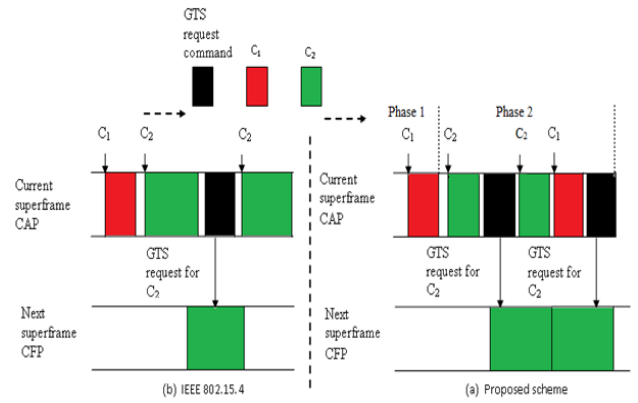 GTS
request
command
C1
C2
C1
C2
C2
Current
superframe
CAP
GTS
request for
C2
Next
superframe
CFP
(b) IEEE 802.15.4
Phase 1
Phase 2
C1
C2
C2
C1
Current
superframe
CAP
GTS
request for
C2
GTS
request for
C2
Next
superframe
CFP
(a) Proposed scheme